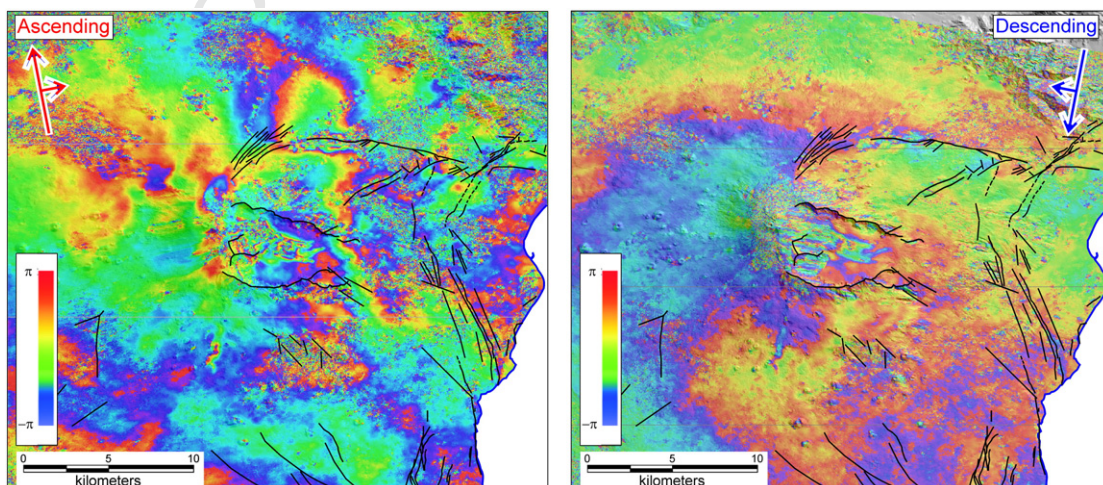 Ascending
π
−π
0 5 10
kilometers
Descending
π
−π
0 5 10
kilometers